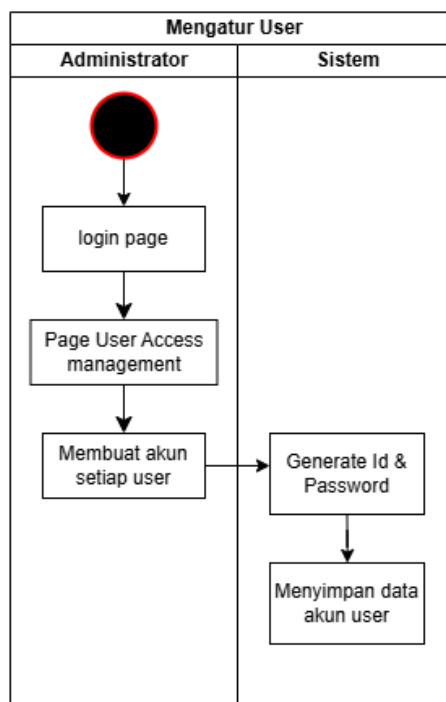 Mengatur User
Administrator
Sistem
login page
Page User Access
management
Membuat akun
setiap user
Generate Id &
Password
Menyimpan data
akun user